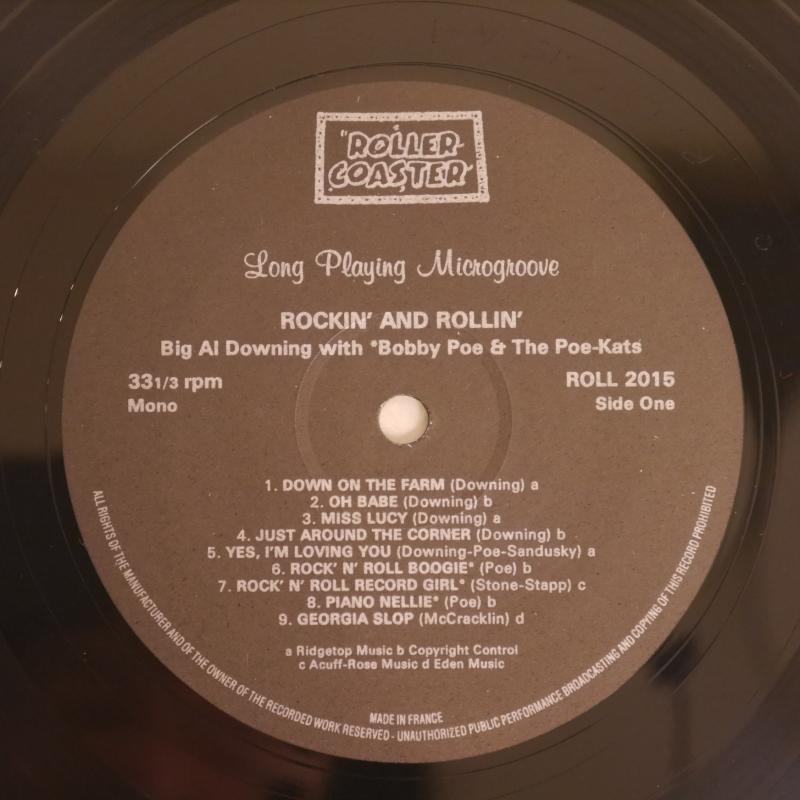 "ROLLER
COASTER"
Long Playing Microgroove
ROCKIN' AND ROLLIN'
Big Al Downing with *Bobby Poe & The Poe-Kats
33 1/3 rpm
ROLL 2015
Mono
Side One
1. DOWN ON THE FARM (Downing) a
2. OH BABE (Downing) b
3. MISS LUCY (Downing) a
4. JUST AROUND THE CORNER (Downing) b
5. YES, I'M LOVING YOU (Downing-Poe-Sandusky) a
6. ROCK' N' ROLL BOOGIE* (Poe) b
7. ROCK' N' ROLL RECORD GIRL* (Stone-Stapp) c
8. PIANO NELLIE* (Poe) b
9. GEORGIA SLOP (McCracklin) d
a Ridgetop Music b Copyright Control
c Acuff-Rose Music d Eden Music
MADE IN FRANCE
ALL RIGHTS OF THE MANUFACTURER AND OF THE OWNER OF THE RECORDED WORK RESERVED - UNAUTHORIZED PUBLIC PERFORMANCE BROADCASTING AND COPYING OF THIS RECORD PROHIBITED